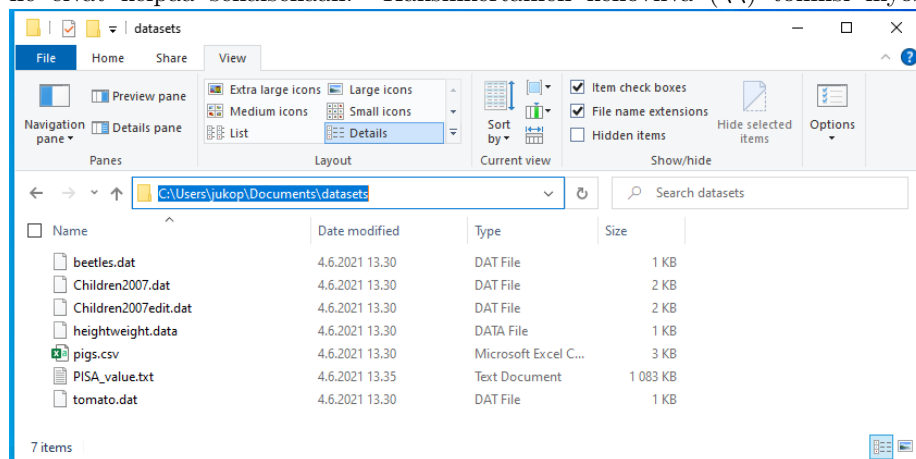 datasets
File Home Share View
Navigation pane
Preview pane
Details pane
Panes
Extra large icons Large icons
Medium icons Small icons
List Details
Layout
Sort by
Current view
Item check boxes
File name extensions
Hidden items
Hide selected items
Show/hide
Options
C:\Users\jukop\Documents\datasets
Search datasets
Name Date modified Type Size
beetles.dat 4.6.2021 13.30 DAT File 1 KB
Children2007.dat 4.6.2021 13.30 DAT File 2 KB
Children2007edit.dat 4.6.2021 13.30 DAT File 2 KB
heightweight.data 4.6.2021 13.30 DATA File 1 KB
pigs.csv 4.6.2021 13.30 Microsoft Excel C... 3 KB
PISA_value.txt 4.6.2021 13.35 Text Document 1 083 KB
tomato.dat 4.6.2021 13.30 DAT File 1 KB
7 items